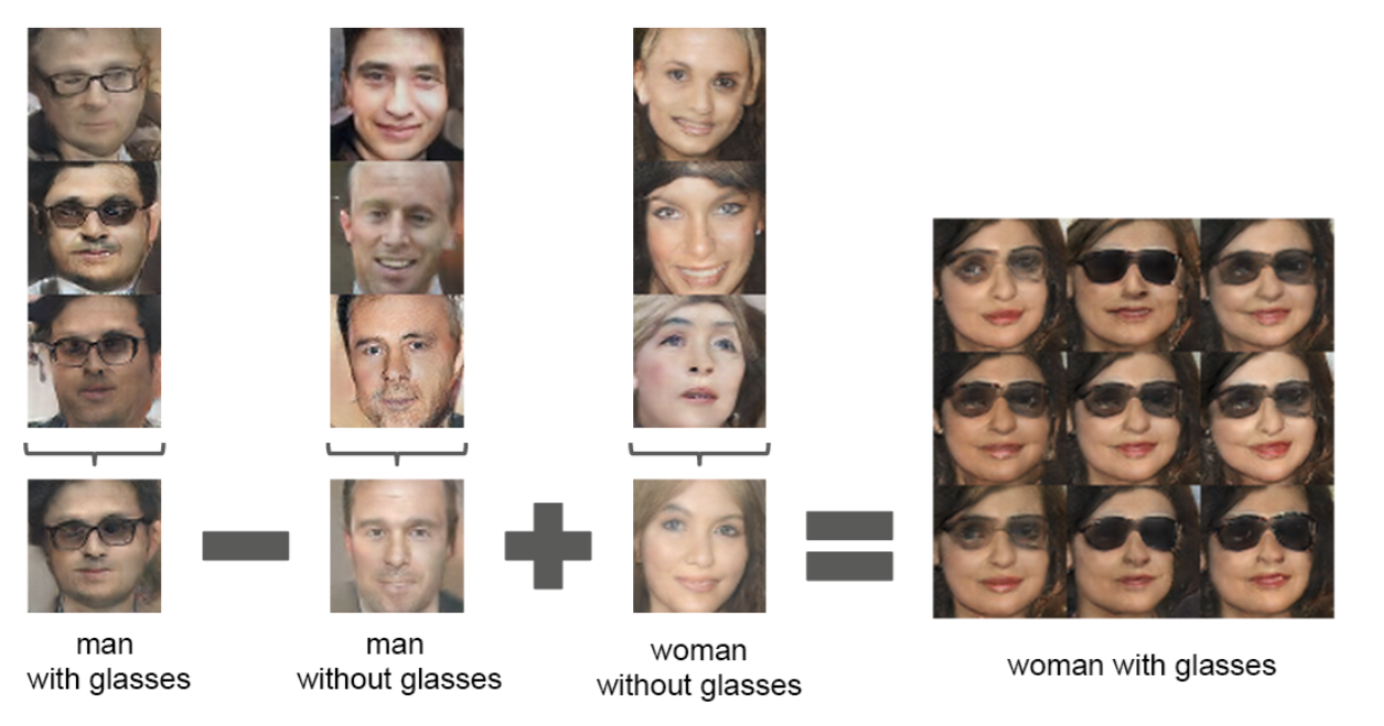 man
with glasses
man
without glasses
woman
without glasses
woman with glasses